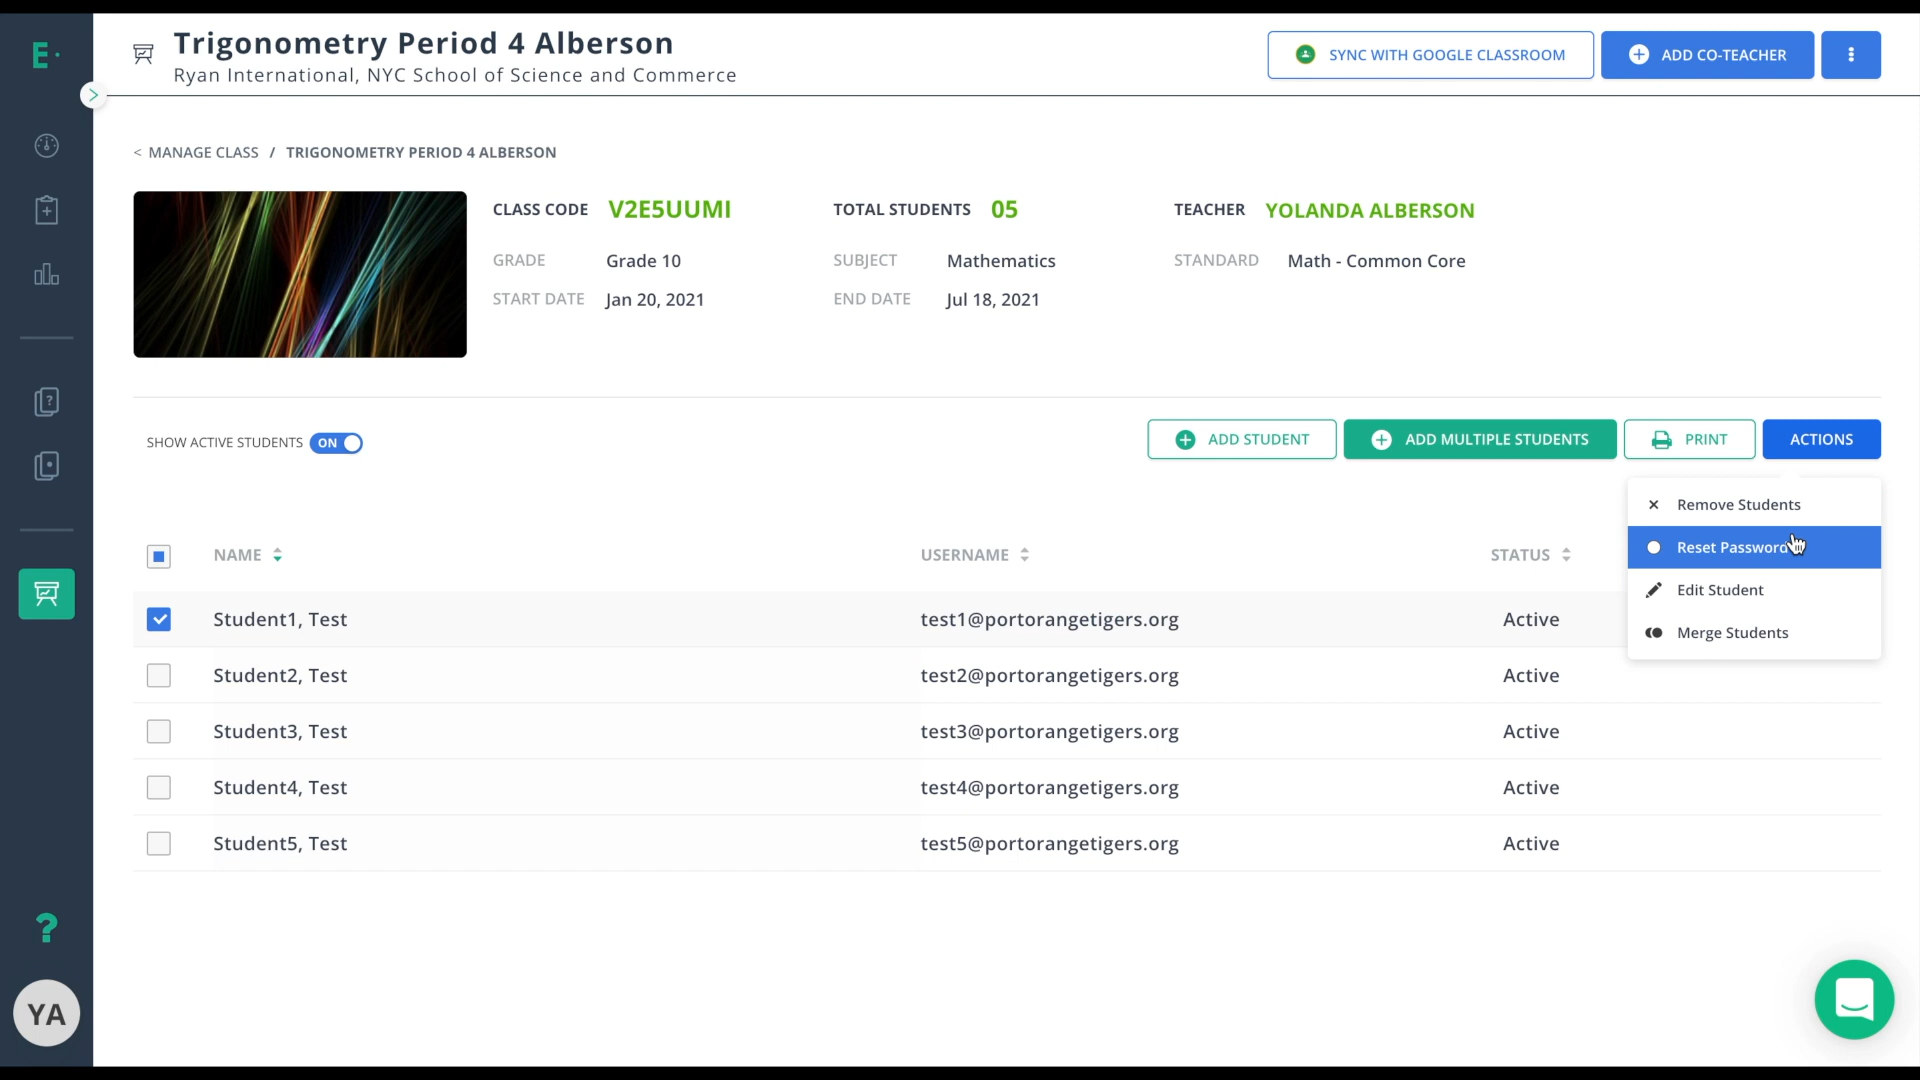 E
Trigonometry Period 4 Alberson
Ryan International, NYC School of Science and Commerce
SYNC WITH GOOGLE CLASSROOM
ADD CO-TEACHER
< MANAGE CLASS / TRIGONOMETRY PERIOD 4 ALBERSON
CLASS CODE V2E5UUMI
TOTAL STUDENTS 05
TEACHER YOLANDA ALBERSON
GRADE Grade 10
SUBJECT Mathematics
STANDARD Math - Common Core
START DATE Jan 20, 2021
END DATE Jul 18, 2021
SHOW ACTIVE STUDENTS ON
ADD STUDENT
ADD MULTIPLE STUDENTS
PRINT
ACTIONS
Remove Students
Reset Password
Edit Student
Merge Students
NAME USERNAME STATUS
Student1, Test test1@portorangetigers.org Active
Student2, Test test2@portorangetigers.org Active
Student3, Test test3@portorangetigers.org Active
Student4, Test test4@portorangetigers.org Active
Student5, Test test5@portorangetigers.org Active
?
YA